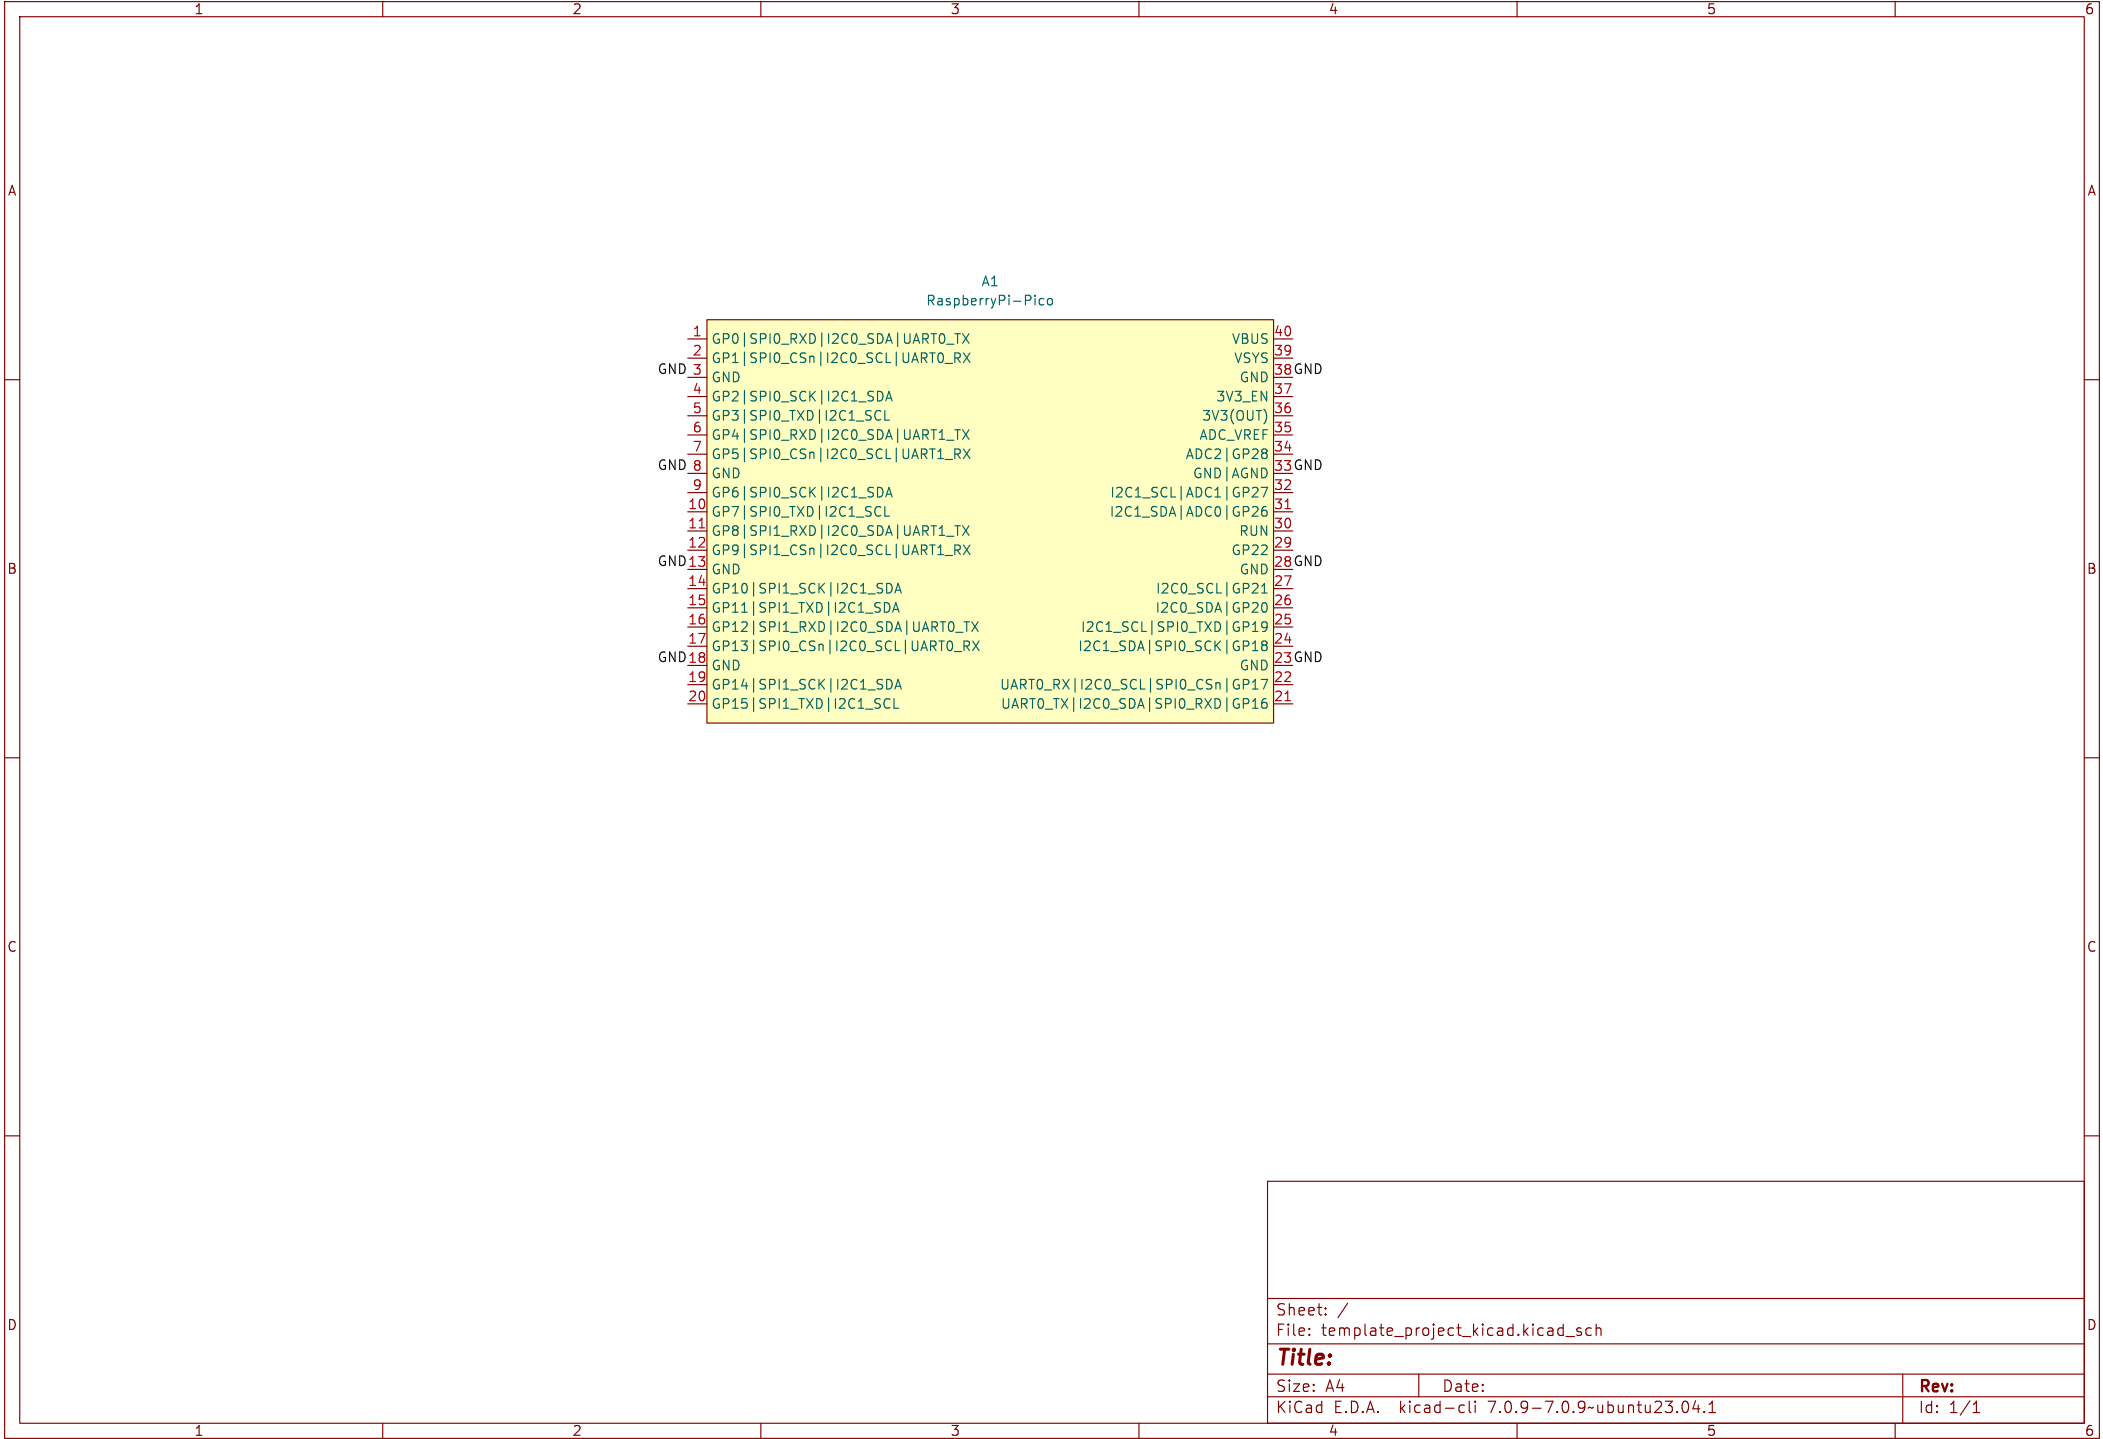 1 2 3 4 5 6
A A
A1
RaspberryPi-Pico
1 GP0|SPI0_RXD|I2C0_SDA|UART0_TX VBUS 40
2 GP1|SPI0_CSn|I2C0_SCL|UART0_RX VSYS 39
GND 3 GND GND 38 GND
4 GP2|SPI0_SCK|I2C1_SDA 3V3_EN 37
5 GP3|SPI0_TXD|I2C1_SCL 3V3(OUT) 36
6 GP4|SPI0_RXD|I2C0_SDA|UART1_TX ADC_VREF 35
7 GP5|SPI0_CSn|I2C0_SCL|UART1_RX ADC2|GP28 34
GND 8 GND GND|AGND 33 GND
9 GP6|SPI0_SCK|I2C1_SDA I2C1_SCL|ADC1|GP27 32
10 GP7|SPI0_TXD|I2C1_SCL I2C1_SDA|ADC0|GP26 31
11 GP8|SPI1_RXD|I2C0_SDA|UART1_TX RUN 30
12 GP9|SPI1_CSn|I2C0_SCL|UART1_RX GP22 29
B GND 13 GND GND 28 GND B
14 GP10|SPI1_SCK|I2C1_SDA I2C0_SCL|GP21 27
15 GP11|SPI1_TXD|I2C1_SDA I2C0_SDA|GP20 26
16 GP12|SPI1_RXD|I2C0_SDA|UART0_TX I2C1_SCL|SPI0_TXD|GP19 25
17 GP13|SPI0_CSn|I2C0_SCL|UART0_RX I2C1_SDA|SPI0_SCK|GP18 24
GND 18 GND GND 23 GND
19 GP14|SPI1_SCK|I2C1_SDA UART0_RX|I2C0_SCL|SPI0_CSn|GP17 22
20 GP15|SPI1_TXD|I2C1_SCL UART0_TX|I2C0_SDA|SPI0_RXD|GP16 21
C C
Sheet: /
D File: template_project_kicad.kicad_sch D
Title:
Size: A4 Date: Rev:
KiCad E.D.A. kicad-cli 7.0.9-7.0.9~ubuntu23.04.1 Id: 1/1
1 2 3 4 5 6